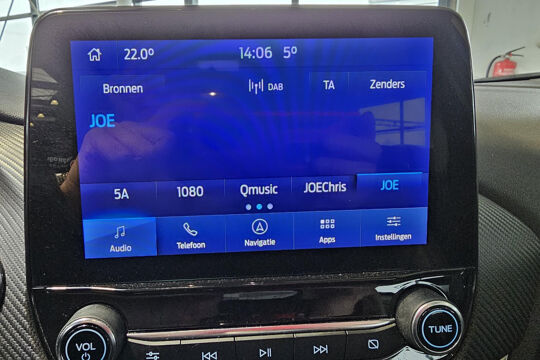 22.0° 14:06 5°
Bronnen DAB TA Zenders
JOE
5A 1080 Qmusic JOEChris JOE
Audio Telefoon Navigatie Apps Instellingen
VOL TUNE